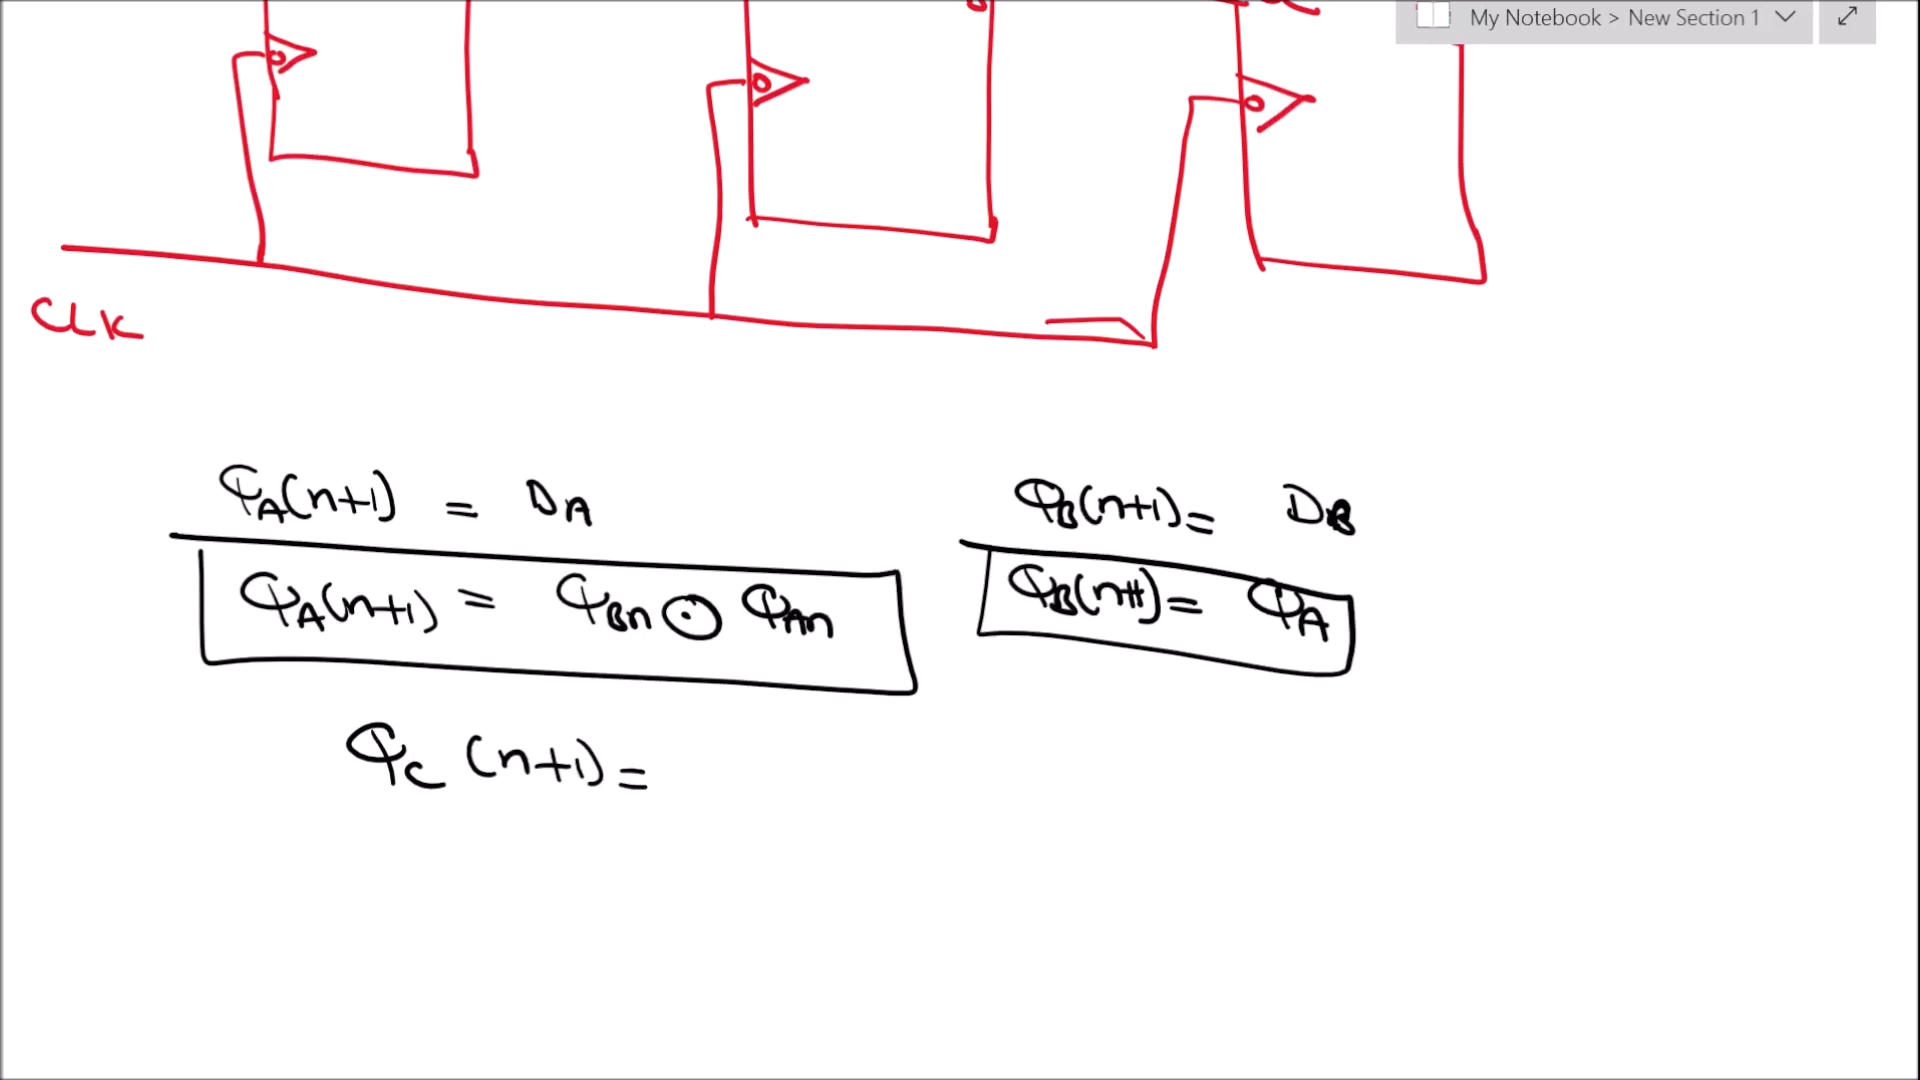 My Notebook > New Section 1
CLK
QA(n+1) = DA
QB(n+1) = DB
QA(n+1) = QBn ⊙ QAn
QB(n+1) = QA
QC (n+1) =